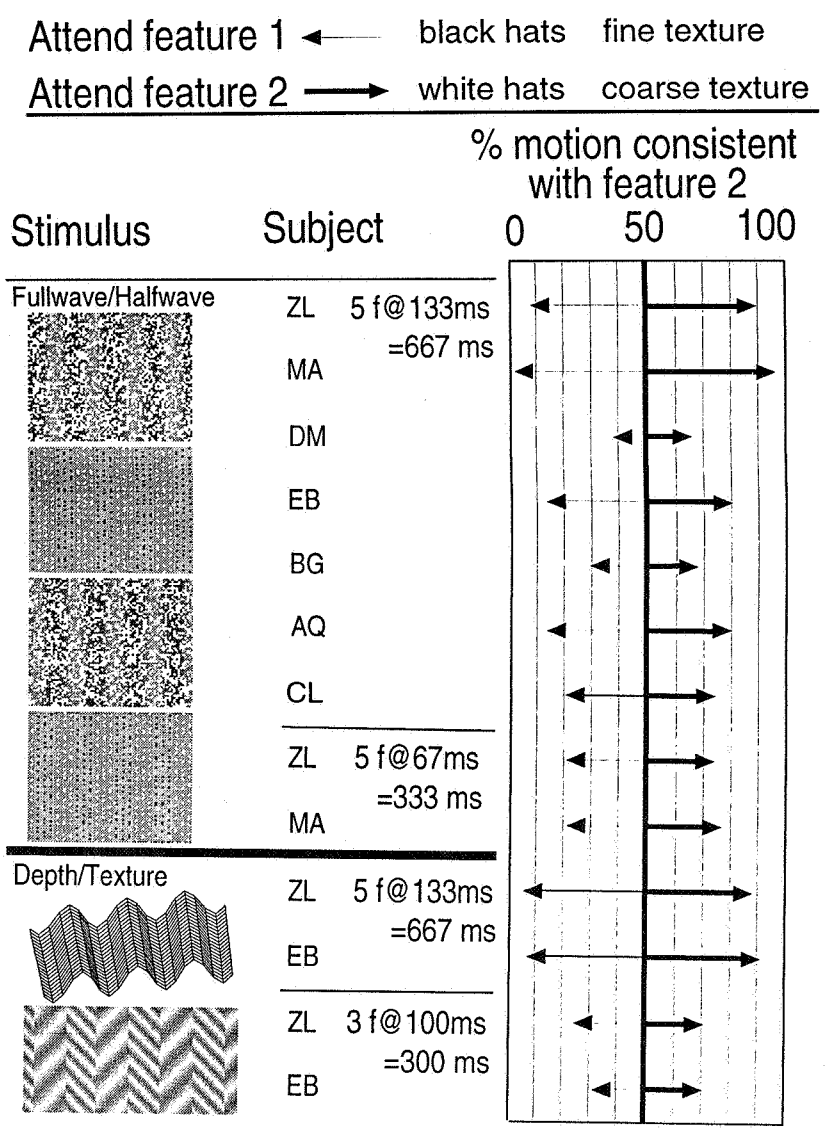 Attend feature 1 black hats fine texture
Attend feature 2 white hats coarse texture
% motion consistent
with feature 2
Stimulus Subject 0 50 100
Fullwave/Halfwave
ZL 5 f@133ms
=667 ms
MA
DM
EB
BG
AQ
CL
ZL 5 f@67ms
=333 ms
MA
Depth/Texture
ZL 5 f@133ms
=667 ms
EB
ZL 3 f@100ms
=300 ms
EB